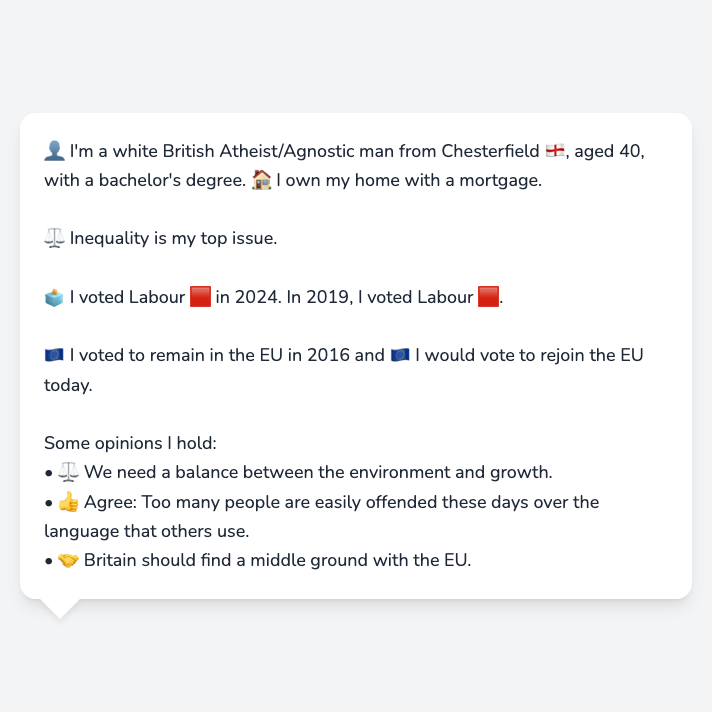 👤 I'm a white British Atheist/Agnostic man from Chesterfield 🏴󠁧󠁢󠁥󠁮󠁧󠁿, aged 40,
with a bachelor's degree. 🏠 I own my home with a mortgage.
⚖️ Inequality is my top issue.
🗳️ I voted Labour 🟥 in 2024. In 2019, I voted Labour 🟥.
🇪🇺 I voted to remain in the EU in 2016 and 🇪🇺 I would vote to rejoin the EU
today.
Some opinions I hold:
• ⚖️ We need a balance between the environment and growth.
• 👍 Agree: Too many people are easily offended these days over the
language that others use.
• 🤝 Britain should find a middle ground with the EU.